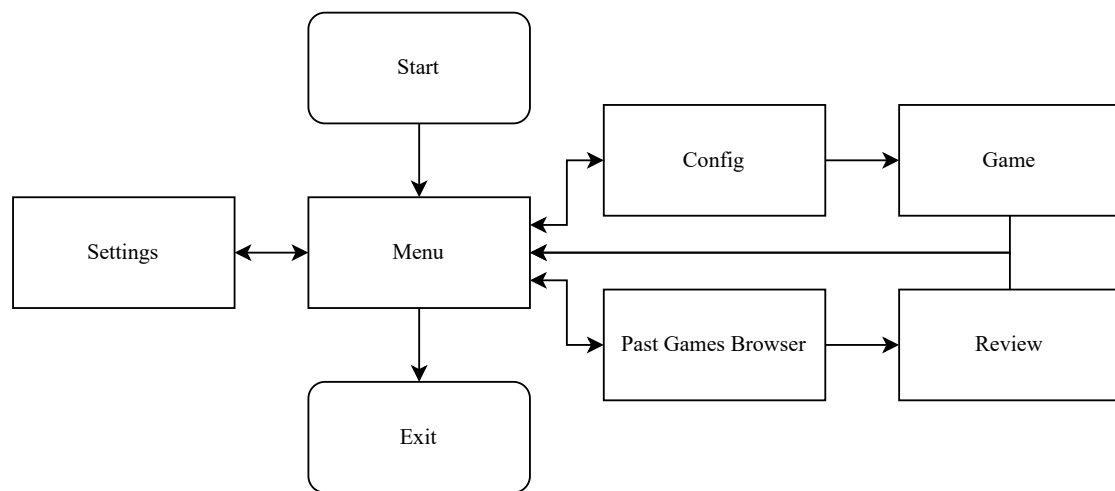 Start
Config
Game
Settings
Menu
Past Games Browser
Review
Exit